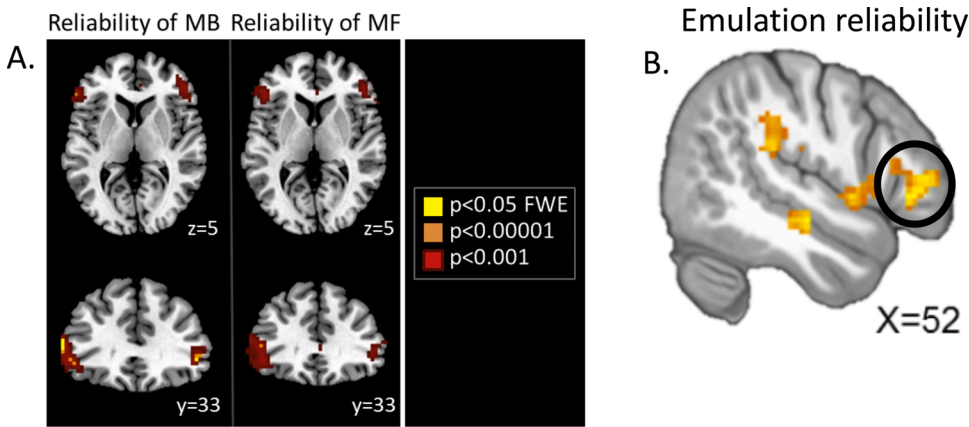 Reliability of MB
Reliability of MF
Emulation reliability
A.
B.
z=5
z=5
p<0.05 FWE
p<0.00001
p<0.001
X=52
y=33
y=33